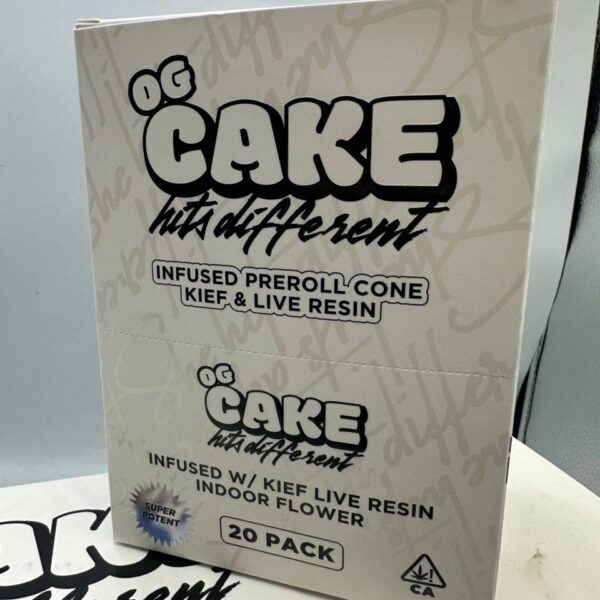 OG
CAKE
hits different
INFUSED PREROLL CONE
KIEF & LIVE RESIN
OG
CAKE
hits different
INFUSED W/ KIEF LIVE RESIN
INDOOR FLOWER
SUPER
POTENT
20 PACK
!
CA